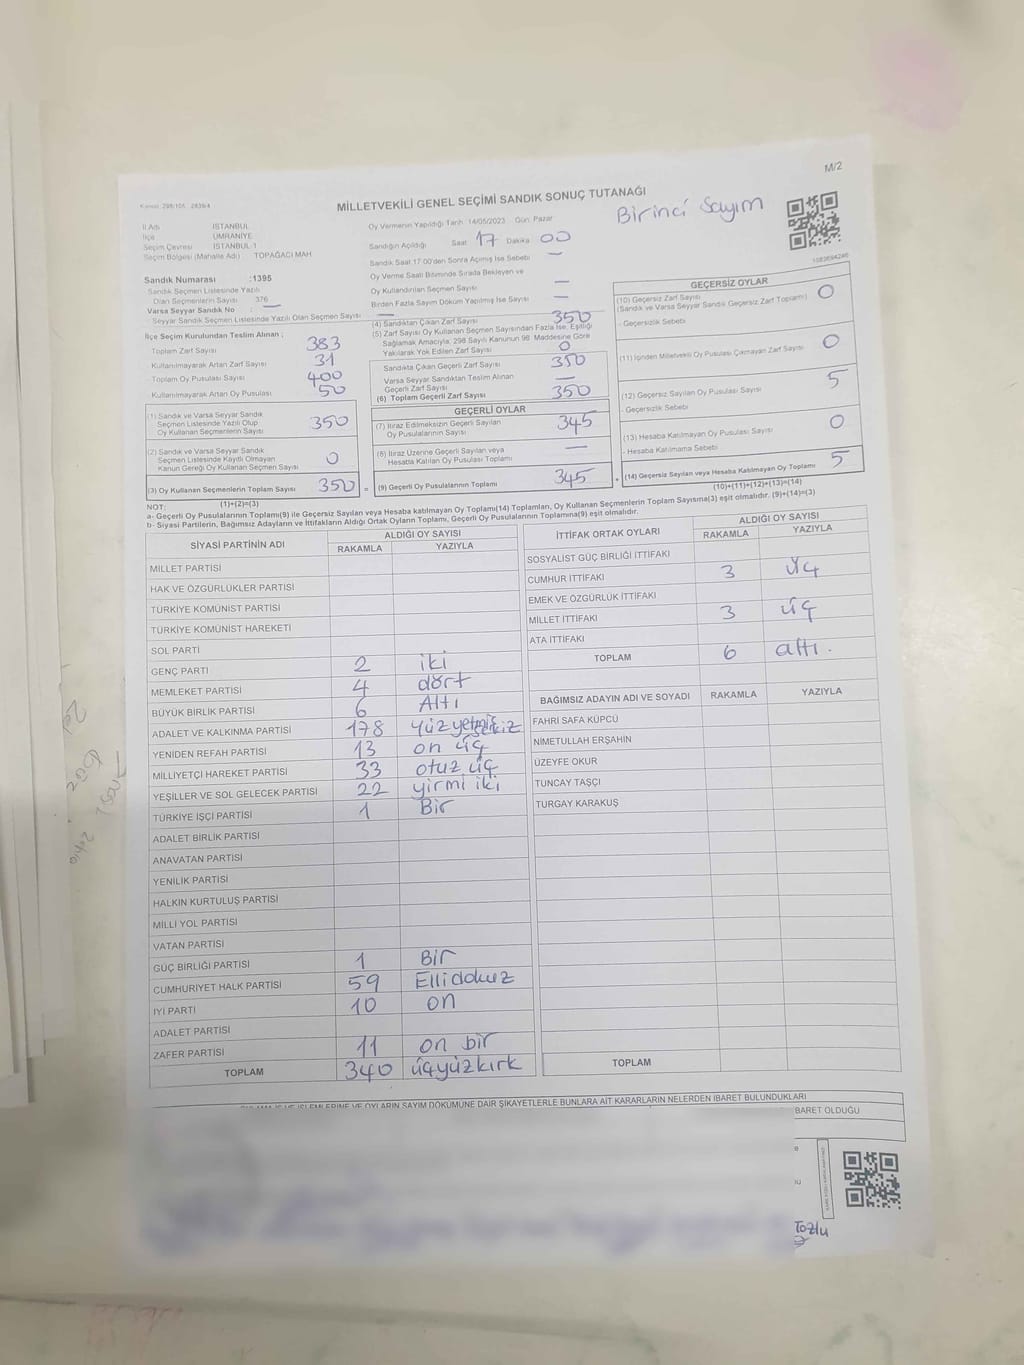 M/2
Kanun: 298/105 , 2839/4
MİLLETVEKİLİ GENEL SEÇİMİ SANDIK SONUÇ TUTANAĞI
Birinci Sayım
İl Adı İSTANBUL
İlçe ÜMRANİYE
Seçim Çevresi İSTANBUL-1
Seçim Bölgesi (Mahalle Adı) TOPAĞACI MAH
Sandık Numarası :1395
Sandık Seçmen Listesinde Yazılı
Olan Seçmenlerin Sayısı 376
Varsa Seyyar Sandık No : —
Seyyar Sandık Seçmen Listesinde Yazılı Olan Seçmen Sayısı : —
Oy Vermenin Yapıldığı Tarih: 14/05/2023 Gün: Pazar
Sandığın Açıldığı Saat 17 Dakika 00
Sandık Saat 17:00'den Sonra Açılmış İse Sebebi —
Oy Verme Saati Bitiminde Sırada Bekleyen ve
Oy Kullandırılan Seçmen Sayısı —
Birden Fazla Sayım Döküm Yapılmış İse Sayısı —
İlçe Seçim Kurulundan Teslim Alınan ;
Toplam Zarf Sayısı 383
Kullanılmayarak Artan Zarf Sayısı 31
Toplam Oy Pusulası Sayısı 400
Kullanılmayarak Artan Oy Pusulası 50
(1) Sandık ve Varsa Seyyar Sandık
Seçmen Listesinde Yazılı Olup
Oy Kullanan Seçmenlerin Sayısı 350
(2) Sandık ve Varsa Seyyar Sandık
Seçmen Listesinde Kayıtlı Olmayan
Kanun Gereği Oy Kullanan Seçmen Sayısı 0
(3) Oy Kullanan Seçmenlerin Toplam Sayısı 350 =
(1)+(2)=(3)
(4) Sandıktan Çıkan Zarf Sayısı 350
(5) Zarf Sayısı Oy Kullanan Seçmen Sayısından Fazla İse, Eşitliği
Sağlamak Amacıyla, 298 Sayılı Kanunun 98. Maddesine Göre
Yakılarak Yok Edilen Zarf Sayısı 0
Sandıkta Çıkan Geçerli Zarf Sayısı 350
Varsa Seyyar Sandıktan Teslim Alınan
Geçerli Zarf Sayısı —
(6) Toplam Geçerli Zarf Sayısı 350
GEÇERLİ OYLAR
(7) İtiraz Edilmeksizin Geçerli Sayılan
Oy Pusulalarının Sayısı 345
(8) İtiraz Üzerine Geçerli Sayılan veya
Hesaba Katılan Oy Pusulası Toplamı —
(9) Geçerli Oy Pusulalarının Toplamı 345 +
1083694246
GEÇERSİZ OYLAR
(10) Geçersiz Zarf Sayısı
(Sandık ve Varsa Seyyar Sandık Geçersiz Zarf Toplamı) 0
- Geçersizlik Sebebi
(11) İçinden Milletvekili Oy Pusulası Çıkmayan Zarf Sayısı 0
(12) Geçersiz Sayılan Oy Pusulası Sayısı 5
- Geçersizlik Sebebi
(13) Hesaba Katılmayan Oy Pusulası Sayısı 0
- Hesaba Katılmama Sebebi
(14) Geçersiz Sayılan veya Hesaba Katılmayan Oy Toplamı 5
(10)+(11)+(12)+(13)=(14)
NOT:
a- Geçerli Oy Pusulalarının Toplamı(9) ile Geçersiz Sayılan veya Hesaba Katılmayan Oy Toplamı(14) Toplamları, Oy Kullanan Seçmenlerin Toplam Sayısına(3) eşit olmalıdır. (9)+(14)=(3)
b- Siyasi Partilerin, Bağımsız Adayların ve İttifakların Aldığı Ortak Oyların Toplamı, Geçerli Oy Pusulalarının Toplamına(9) eşit olmalıdır.
SİYASİ PARTİNİN ADI ALDIĞI OY SAYISI
RAKAMLA YAZIYLA
MİLLET PARTİSİ
HAK VE ÖZGÜRLÜKLER PARTİSİ
TÜRKİYE KOMÜNİST PARTİSİ
TÜRKİYE KOMÜNİST HAREKETİ
SOL PARTİ
GENÇ PARTİ 2 iki
MEMLEKET PARTİSİ 4 dört
BÜYÜK BİRLİK PARTİSİ 6 Altı
ADALET VE KALKINMA PARTİSİ 178 yüzyetmişsekiz
YENİDEN REFAH PARTİSİ 13 on üç
MİLLİYETÇİ HAREKET PARTİSİ 33 otuz üç
YEŞİLLER VE SOL GELECEK PARTİSİ 22 yirmi iki
TÜRKİYE İŞÇİ PARTİSİ 1 Bir
ADALET BİRLİK PARTİSİ
ANAVATAN PARTİSİ
YENİLİK PARTİSİ
HALKIN KURTULUŞ PARTİSİ
MİLLİ YOL PARTİSİ
VATAN PARTİSİ
GÜÇ BİRLİĞİ PARTİSİ 1 Bir
CUMHURİYET HALK PARTİSİ 59 Ellidokuz
İYİ PARTİ 10 on
ADALET PARTİSİ
ZAFER PARTİSİ 11 on bir
TOPLAM 340 üçyüzkırk
İTTİFAK ORTAK OYLARI ALDIĞI OY SAYISI
RAKAMLA YAZIYLA
SOSYALİST GÜÇ BİRLİĞİ İTTİFAKI
CUMHUR İTTİFAKI 3 üç
EMEK VE ÖZGÜRLÜK İTTİFAKI
MİLLET İTTİFAKI 3 üç
ATA İTTİFAKI
TOPLAM 6 altı.
BAĞIMSIZ ADAYIN ADI VE SOYADI RAKAMLA YAZIYLA
FAHRİ SAFA KÜPCÜ
NİMETULLAH ERŞAHİN
ÜZEYFE OKUR
TUNCAY TAŞÇI
TURGAY KARAKUŞ
TOPLAM
DÖKÜMÜNE DAİR ŞİKAYETLERLE BUNLARA AİT KARARLARIN NELERDEN İBARET BULUNDUKLARI
BARET OLDUĞU
Tozlu